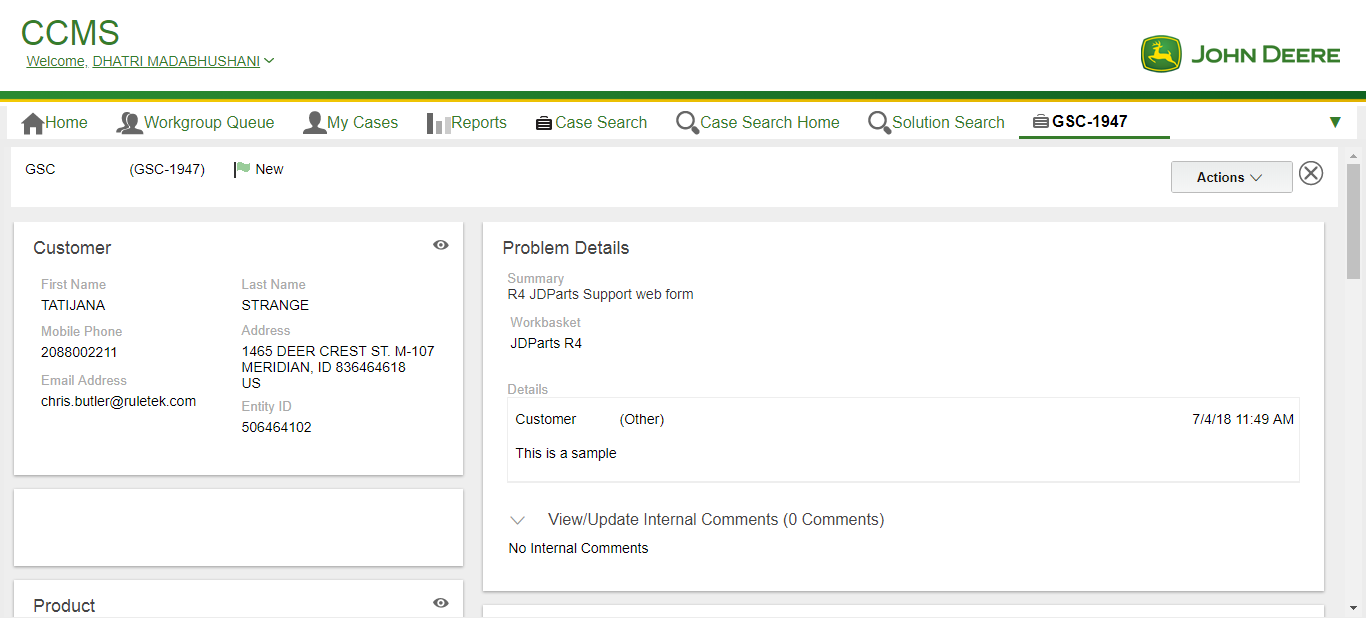 CCMS
Welcome, DHATRI MADABHUSHANI
JOHN DEERE
Home Workgroup Queue My Cases Reports Case Search Case Search Home Solution Search GSC-1947
GSC (GSC-1947) New
Actions
Customer
First Name Last Name
TATIJANA STRANGE
Mobile Phone Address
2088002211 1465 DEER CREST ST. M-107
MERIDIAN, ID 836464618
US
Email Address
chris.butler@ruletek.com
Entity ID
506464102
Product
Problem Details
Summary
R4 JDParts Support web form
Workbasket
JDParts R4
Details
Customer (Other) 7/4/18 11:49 AM
This is a sample
View/Update Internal Comments (0 Comments)
No Internal Comments